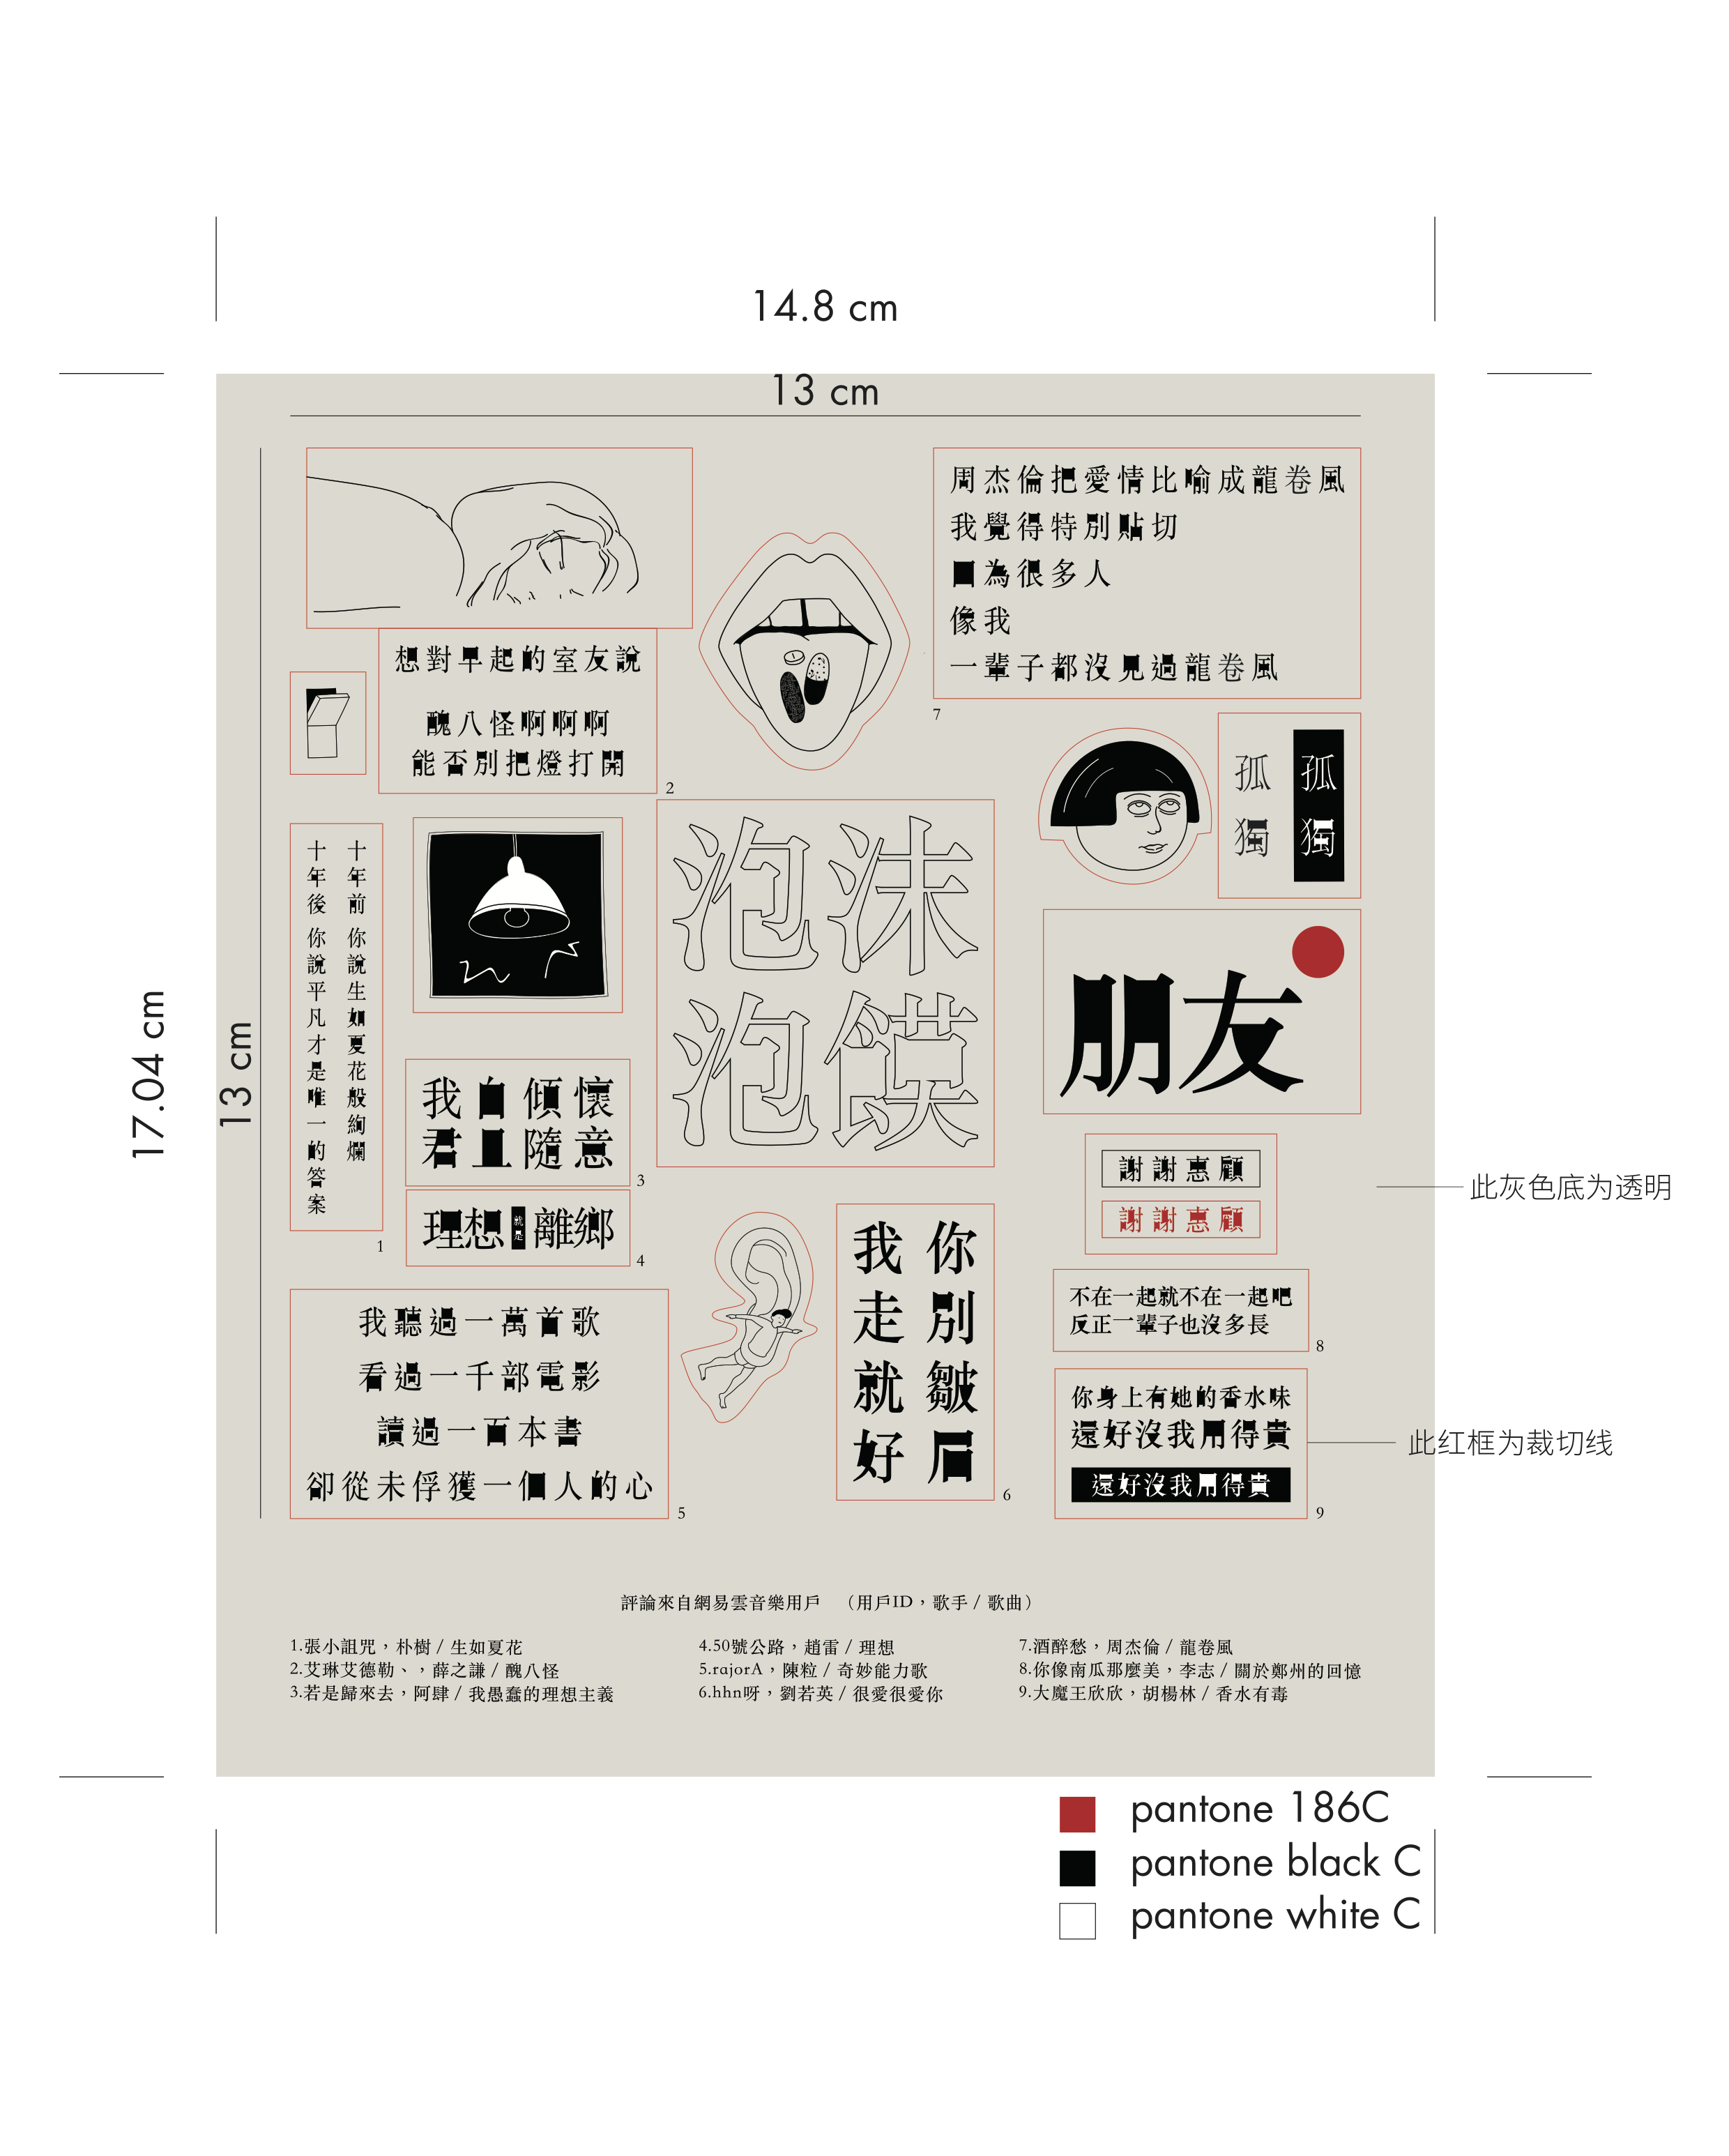 14.8 cm
13 cm
17.04 cm
13 cm
想對早起的室友說
醜八怪啊啊啊
能否別把燈打開
2
周杰倫把愛情比喻成龍卷風
我覺得特別貼切
因為很多人
像我
一輩子都沒見過龍卷風
7
孤獨
孤獨
十年前 你說生如夏花般絢爛
十年後 你說平凡才是唯一的答案
1
泡沫
泡饃
朋友
我自傾懷
君且隨意
3
理想就是離鄉
4
謝謝惠顧
謝謝惠顧
此灰色底为透明
我聽過一萬首歌
看過一千部電影
讀過一百本書
卻從未俘獲一個人的心
5
你別皺眉
我走就好
6
不在一起就不在一起吧
反正一輩子也沒多長
8
你身上有她的香水味
還好沒我用得貴
還好沒我用得貴
9
此红框为裁切线
評論來自網易雲音樂用戶 （用戶ID，歌手 / 歌曲）
1.張小詛咒，朴樹 / 生如夏花
2.艾琳艾德勒、，薛之謙 / 醜八怪
3.若是歸來去，阿肆 / 我愚蠢的理想主義
4.50號公路，趙雷 / 理想
5.rajorA，陳粒 / 奇妙能力歌
6.hhn呀，劉若英 / 很愛很愛你
7.酒醉愁，周杰倫 / 龍卷風
8.你像南瓜那麼美，李志 / 關於鄭州的回憶
9.大魔王欣欣，胡楊林 / 香水有毒
pantone 186C
pantone black C
pantone white C